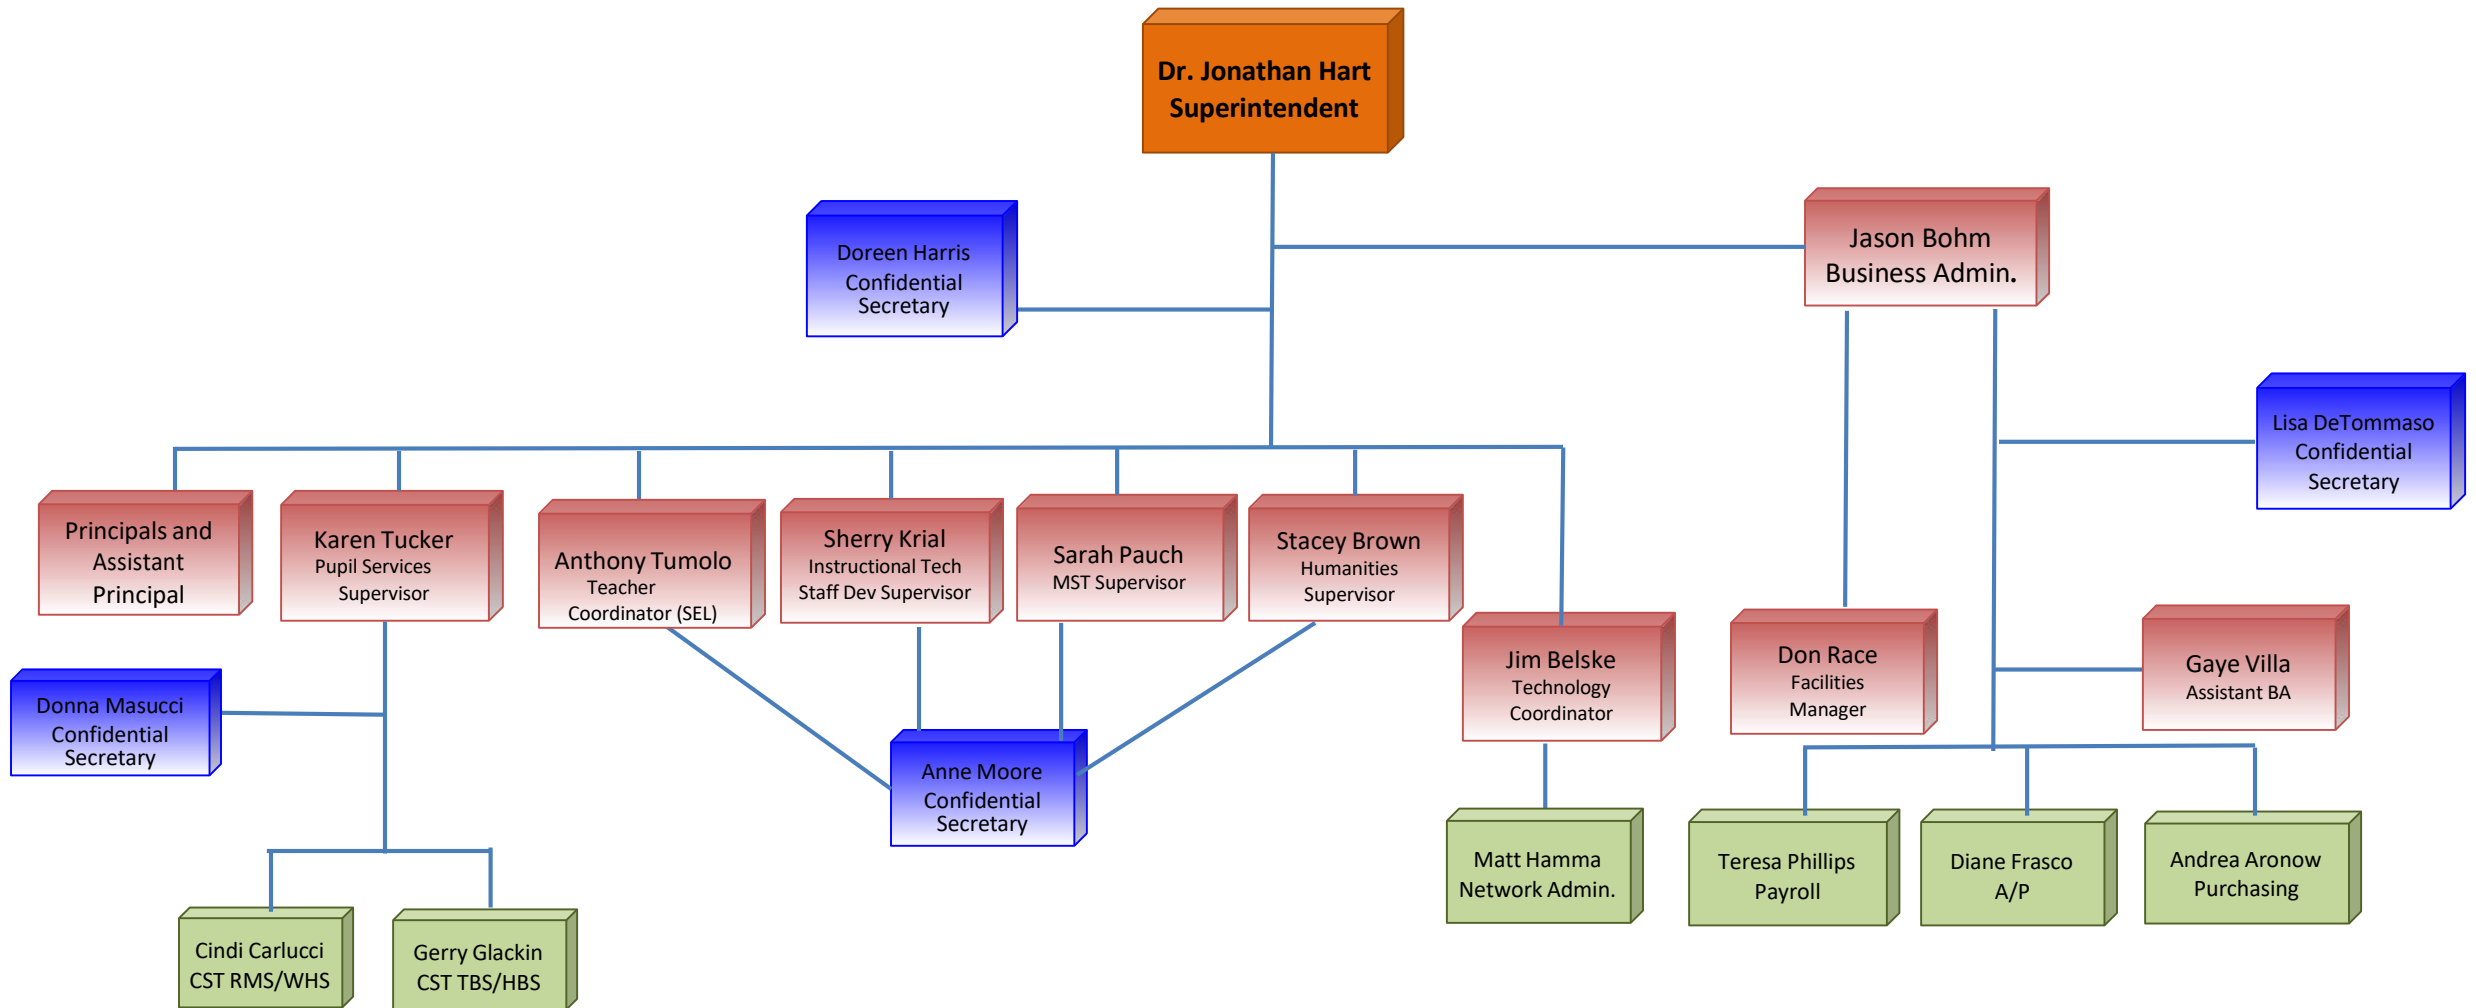 Dr. Jonathan Hart
Superintendent
Doreen Harris
Confidential
Secretary
Jason Bohm
Business Admin.
Lisa DeTommaso
Confidential
Secretary
Principals and
Assistant
Principal
Karen Tucker
Pupil Services
Supervisor
Anthony Tumolo
Teacher
Coordinator (SEL)
Sherry Krial
Instructional Tech
Staff Dev Supervisor
Sarah Pauch
MST Supervisor
Stacey Brown
Humanities
Supervisor
Jim Belske
Technology
Coordinator
Don Race
Facilities
Manager
Gaye Villa
Assistant BA
Donna Masucci
Confidential
Secretary
Anne Moore
Confidential
Secretary
Matt Hamma
Network Admin.
Teresa Phillips
Payroll
Diane Frasco
A/P
Andrea Aronow
Purchasing
Cindi Carlucci
CST RMS/WHS
Gerry Glackin
CST TBS/HBS